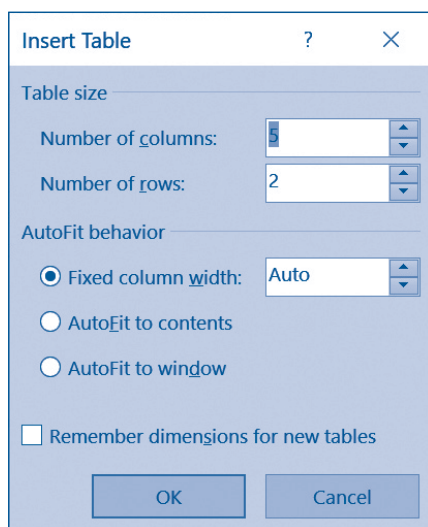 Insert Table ?
Table size
Number of columns: 5
Number of rows: 2
AutoFit behavior
Fixed column width: Auto
AutoFit to contents
AutoFit to window
Remember dimensions for new tables
OK Cancel